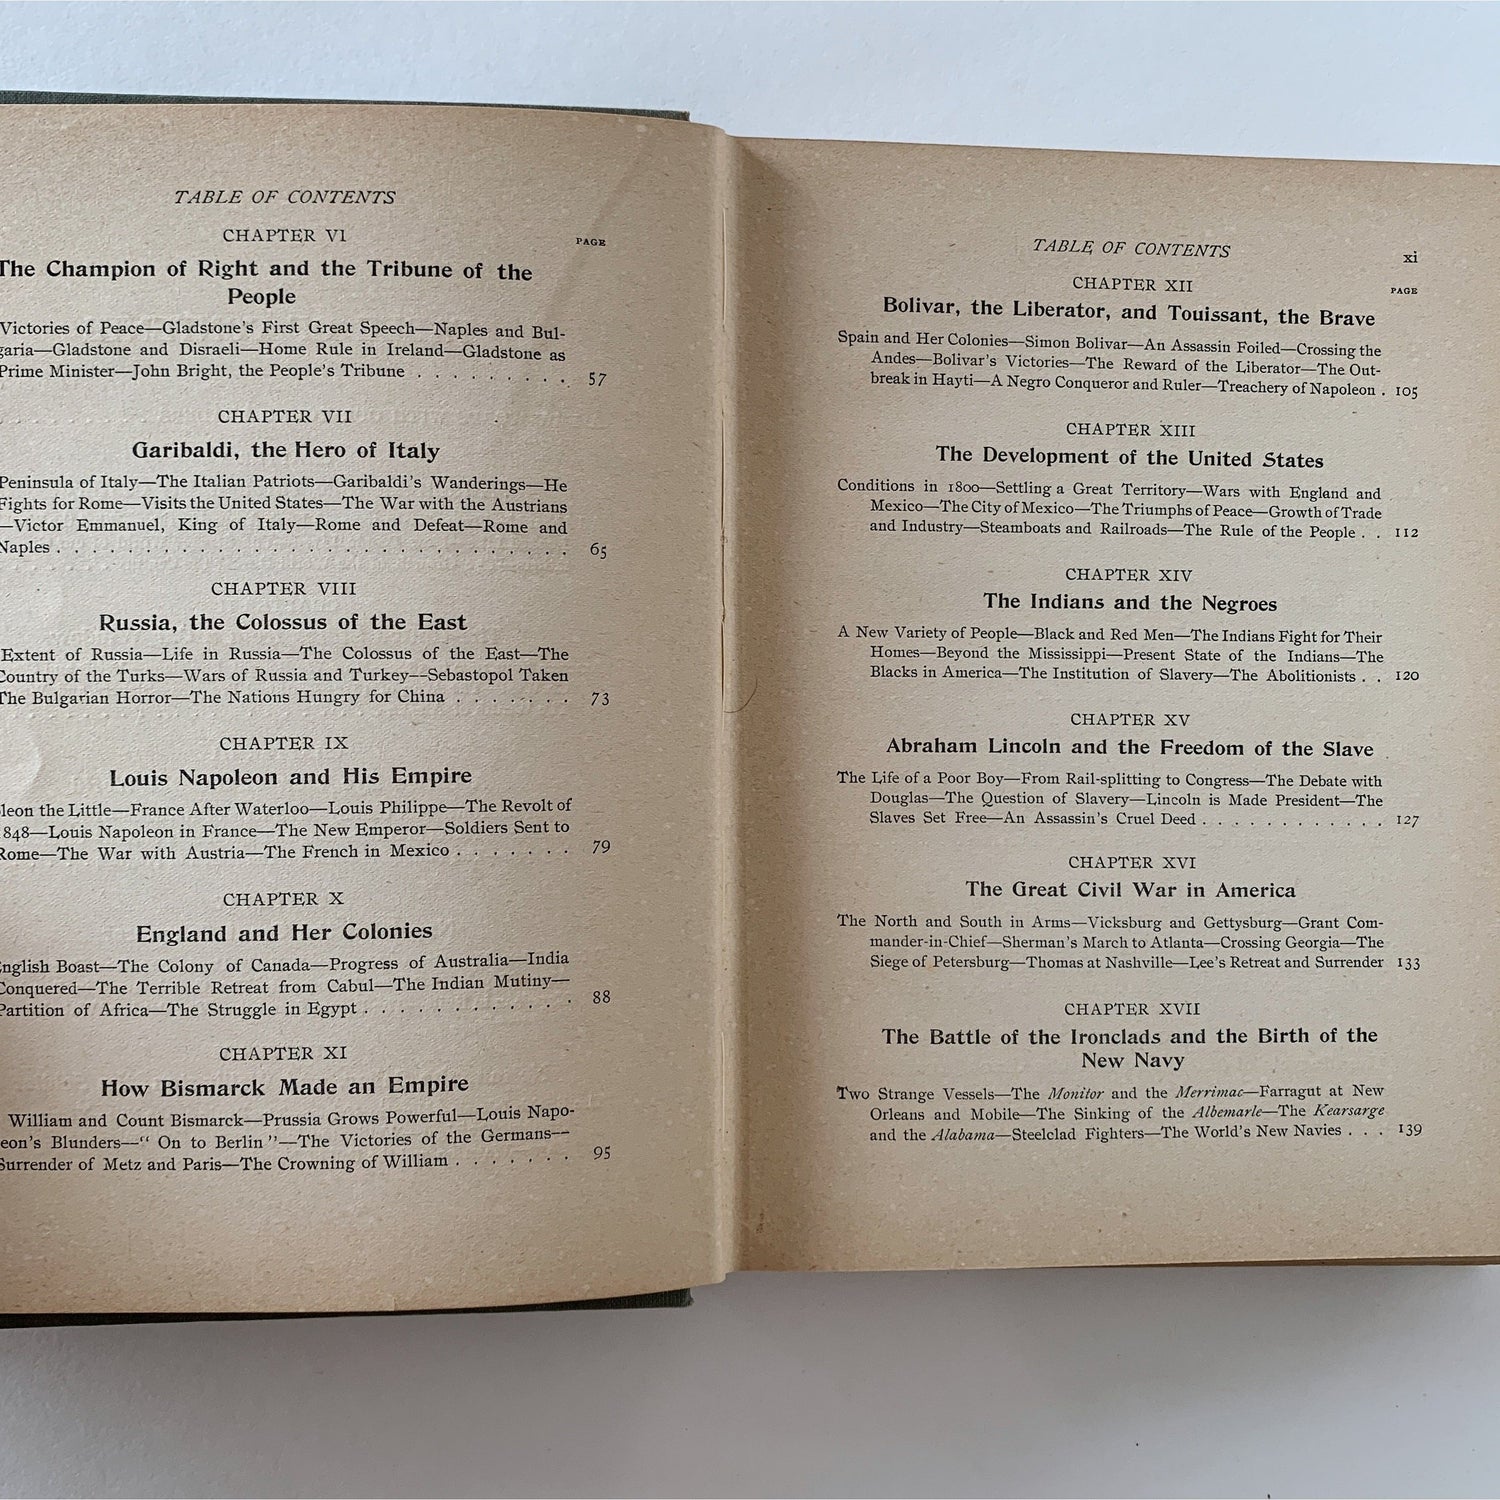 TABLE OF CONTENTS
CHAPTER VI
PAGE
The Champion of Right and the Tribune of the
People
Victories of Peace—Gladstone's First Great Speech—Naples and Bul-
garia—Gladstone and Disraeli—Home Rule in Ireland—Gladstone as
Prime Minister—John Bright, the People's Tribune . . . . . . . . . 57
CHAPTER VII
Garibaldi, the Hero of Italy
Peninsula of Italy—The Italian Patriots—Garibaldi's Wanderings—He
Fights for Rome—Visits the United States—The War with the Austrians
—Victor Emmanuel, King of Italy—Rome and Defeat—Rome and
Naples . . . . . . . . . . . . . . . . . . . . . . . . . . . . . 65
CHAPTER VIII
Russia, the Colossus of the East
Extent of Russia—Life in Russia—The Colossus of the East—The
Country of the Turks—Wars of Russia and Turkey—Sebastopol Taken
The Bulgarian Horror—The Nations Hungry for China . . . . . . . 73
CHAPTER IX
Louis Napoleon and His Empire
leon the Little—France After Waterloo—Louis Philippe—The Revolt of
848—Louis Napoleon in France—The New Emperor—Soldiers Sent to
Rome—The War with Austria—The French in Mexico . . . . . . . 79
CHAPTER X
England and Her Colonies
English Boast—The Colony of Canada—Progress of Australia—India
Conquered—The Terrible Retreat from Cabul—The Indian Mutiny—
Partition of Africa—The Struggle in Egypt . . . . . . . . . . . . 88
CHAPTER XI
How Bismarck Made an Empire
William and Count Bismarck—Prussia Grows Powerful—Louis Napo-
eon's Blunders—“ On to Berlin ”—The Victories of the Germans—
Surrender of Metz and Paris—The Crowning of William . . . . . . . 95
TABLE OF CONTENTS xi
CHAPTER XII
PAGE
Bolivar, the Liberator, and Touissant, the Brave
Spain and Her Colonies—Simon Bolivar—An Assassin Foiled—Crossing the
Andes—Bolivar's Victories—The Reward of the Liberator—The Out-
break in Hayti—A Negro Conqueror and Ruler—Treachery of Napoleon . 105
CHAPTER XIII
The Development of the United States
Conditions in 1800—Settling a Great Territory—Wars with England and
Mexico—The City of Mexico—The Triumphs of Peace—Growth of Trade
and Industry—Steamboats and Railroads—The Rule of the People . . 112
CHAPTER XIV
The Indians and the Negroes
A New Variety of People—Black and Red Men—The Indians Fight for Their
Homes—Beyond the Mississippi—Present State of the Indians—The
Blacks in America—The Institution of Slavery—The Abolitionists . . 120
CHAPTER XV
Abraham Lincoln and the Freedom of the Slave
The Life of a Poor Boy—From Rail-splitting to Congress—The Debate with
Douglas—The Question of Slavery—Lincoln is Made President—The
Slaves Set Free—An Assassin's Cruel Deed . . . . . . . . . . . . 127
CHAPTER XVI
The Great Civil War in America
The North and South in Arms—Vicksburg and Gettysburg—Grant Com-
mander-in-Chief—Sherman's March to Atlanta—Crossing Georgia—The
Siege of Petersburg—Thomas at Nashville—Lee's Retreat and Surrender 133
CHAPTER XVII
The Battle of the Ironclads and the Birth of the
New Navy
Two Strange Vessels—The Monitor and the Merrimac—Farragut at New
Orleans and Mobile—The Sinking of the Albemarle—The Kearsarge
and the Alabama—Steelclad Fighters—The World's New Navies . . . 139